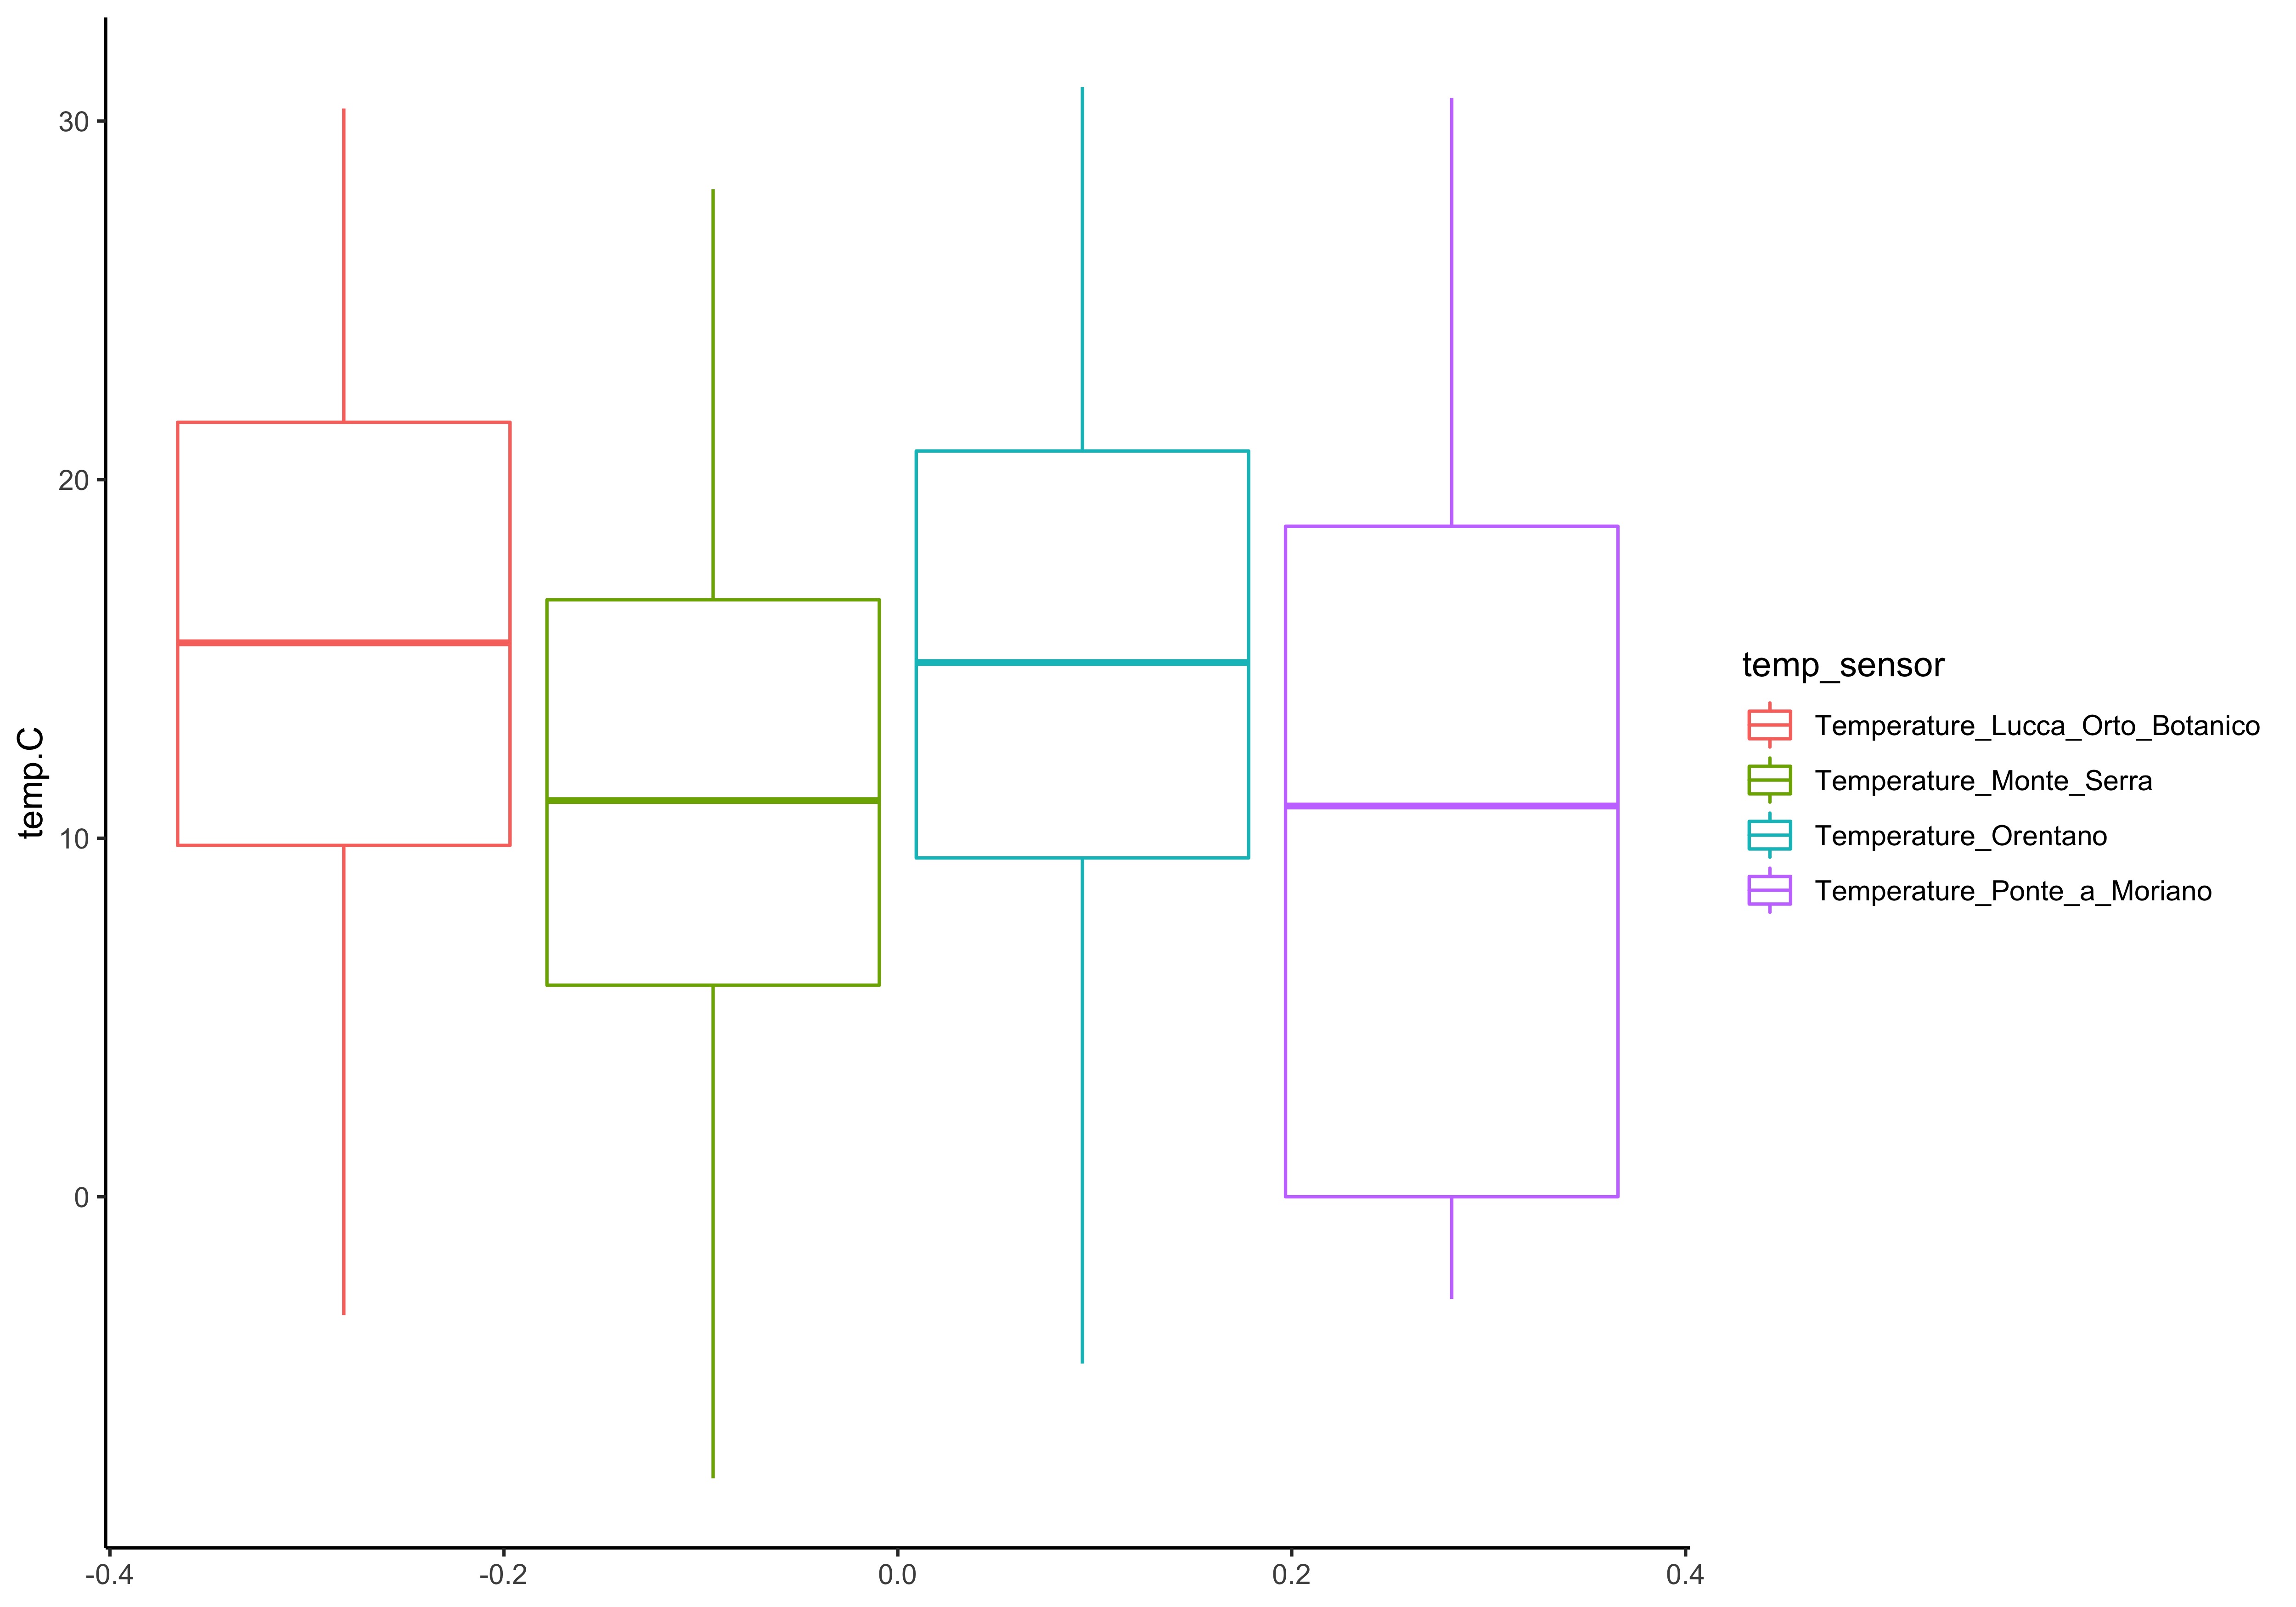 temp.C
30
20
10
0
-0.4
-0.2
0.0
0.2
0.4
temp_sensor
Temperature_Lucca_Orto_Botanico
Temperature_Monte_Serra
Temperature_Orentano
Temperature_Ponte_a_Moriano